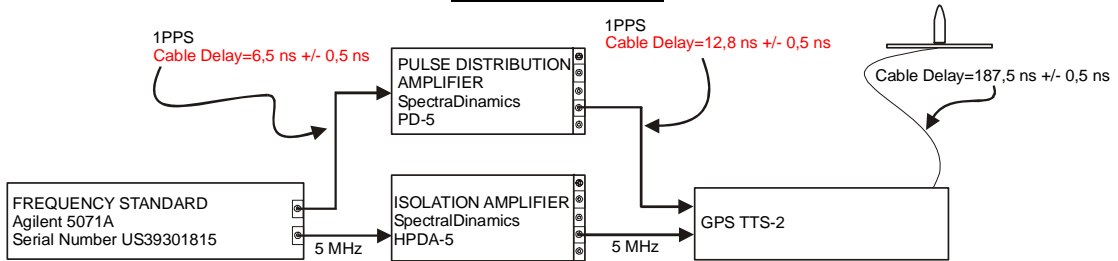 1PPS
Cable Delay=6,5 ns +/- 0,5 ns
PULSE DISTRIBUTION
AMPLIFIER
SpectraDinamics
PD-5
1PPS
Cable Delay=12,8 ns +/- 0,5 ns
Cable Delay=187,5 ns +/- 0,5 ns
FREQUENCY STANDARD
Agilent 5071A
Serial Number US39301815
5 MHz
ISOLATION AMPLIFIER
SpectralDinamics
HPDA-5
5 MHz
GPS TTS-2